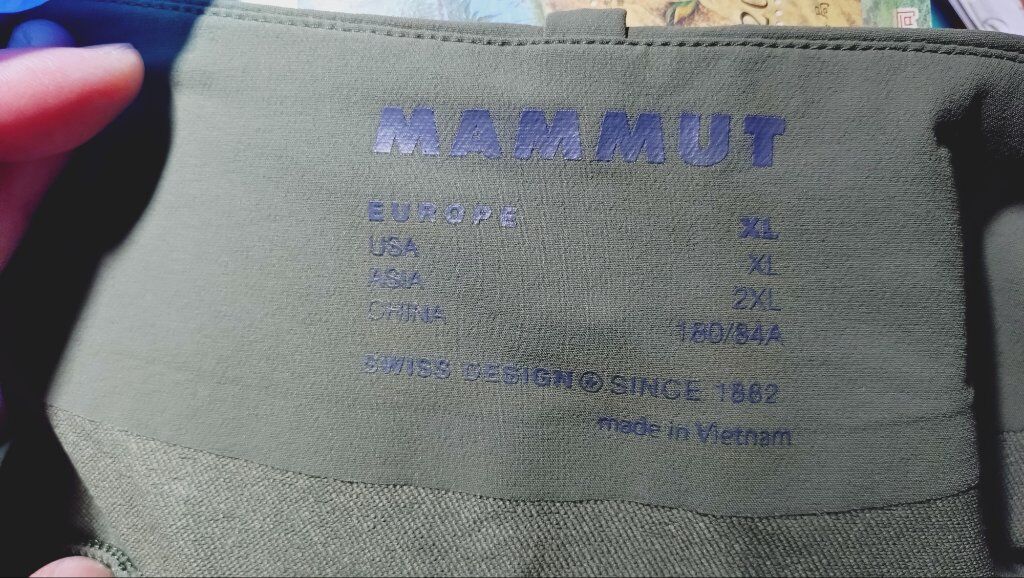 MAMMUT
EUROPE XL
USA XL
ASIA 2XL
CHINA 180/84A
SWISS DESIGN SINCE 1862
made in Vietnam